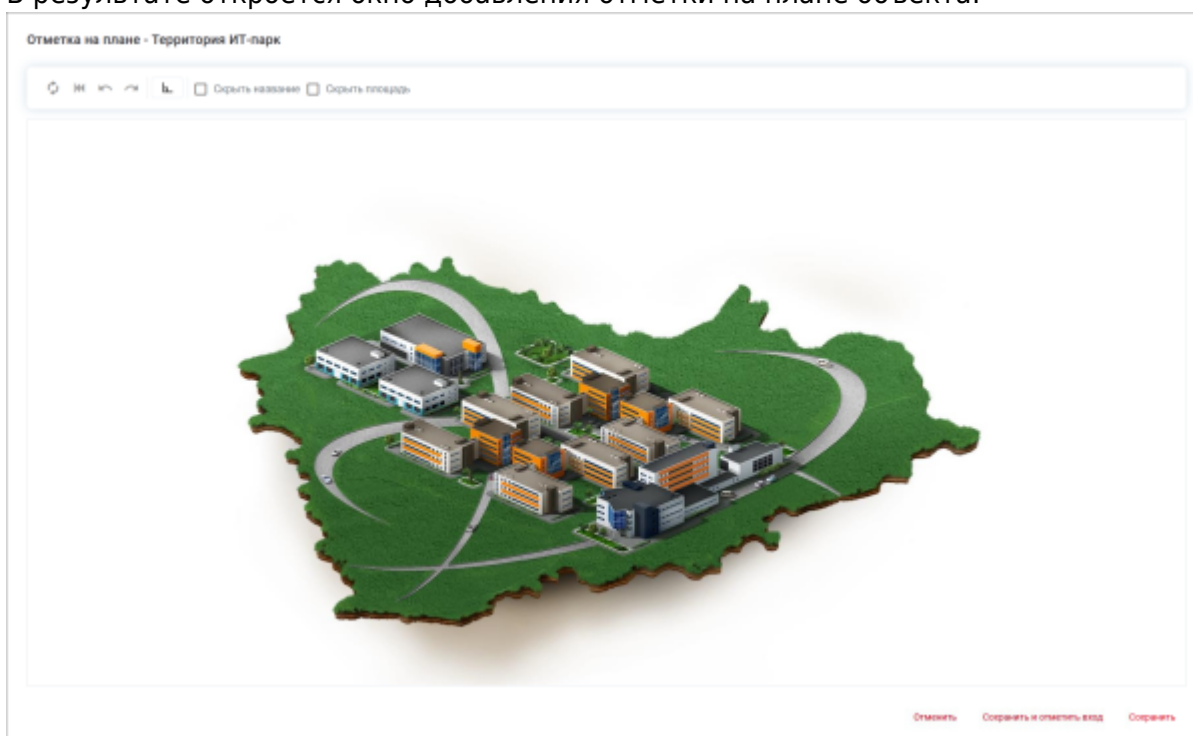 В результате откроется окно добавления отметки на плане объекта.
Отметка на плане - Территория ИТ-парк
Скрыть название Скрыть площадь
Отменить Сохранить и отметить вход Сохранить